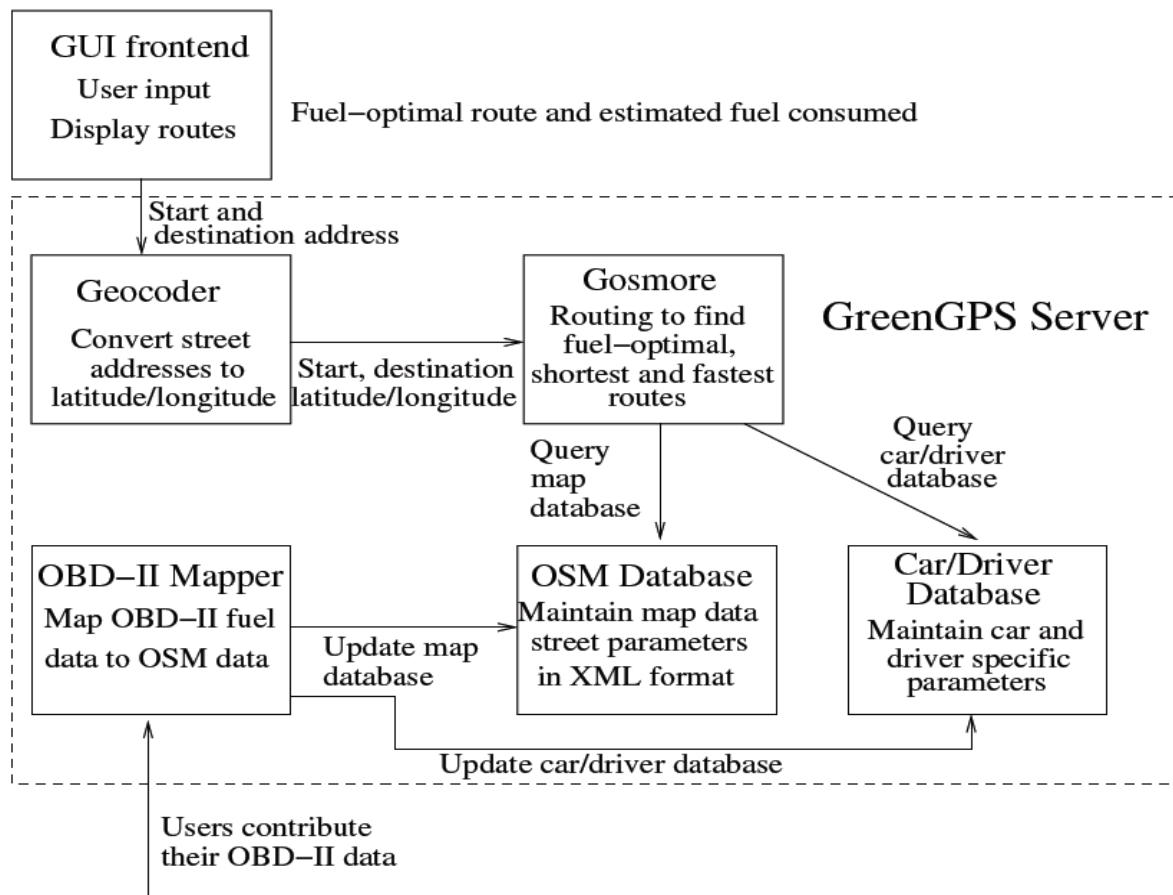 GUI frontend
User input
Display routes
Fuel−optimal route and estimated fuel consumed
Start and
destination address
Geocoder
Convert street
addresses to
latitude/longitude
Start, destination
latitude/longitude
Gosmore
Routing to find
fuel−optimal,
shortest and fastest
routes
GreenGPS Server
Query
map
database
Query
car/driver
database
OBD−II Mapper
Map OBD−II fuel
data to OSM data
Update map
database
OSM Database
Maintain map data
street parameters
in XML format
Car/Driver
Database
Maintain car and
driver specific
parameters
Update car/driver database
Users contribute
their OBD−II data